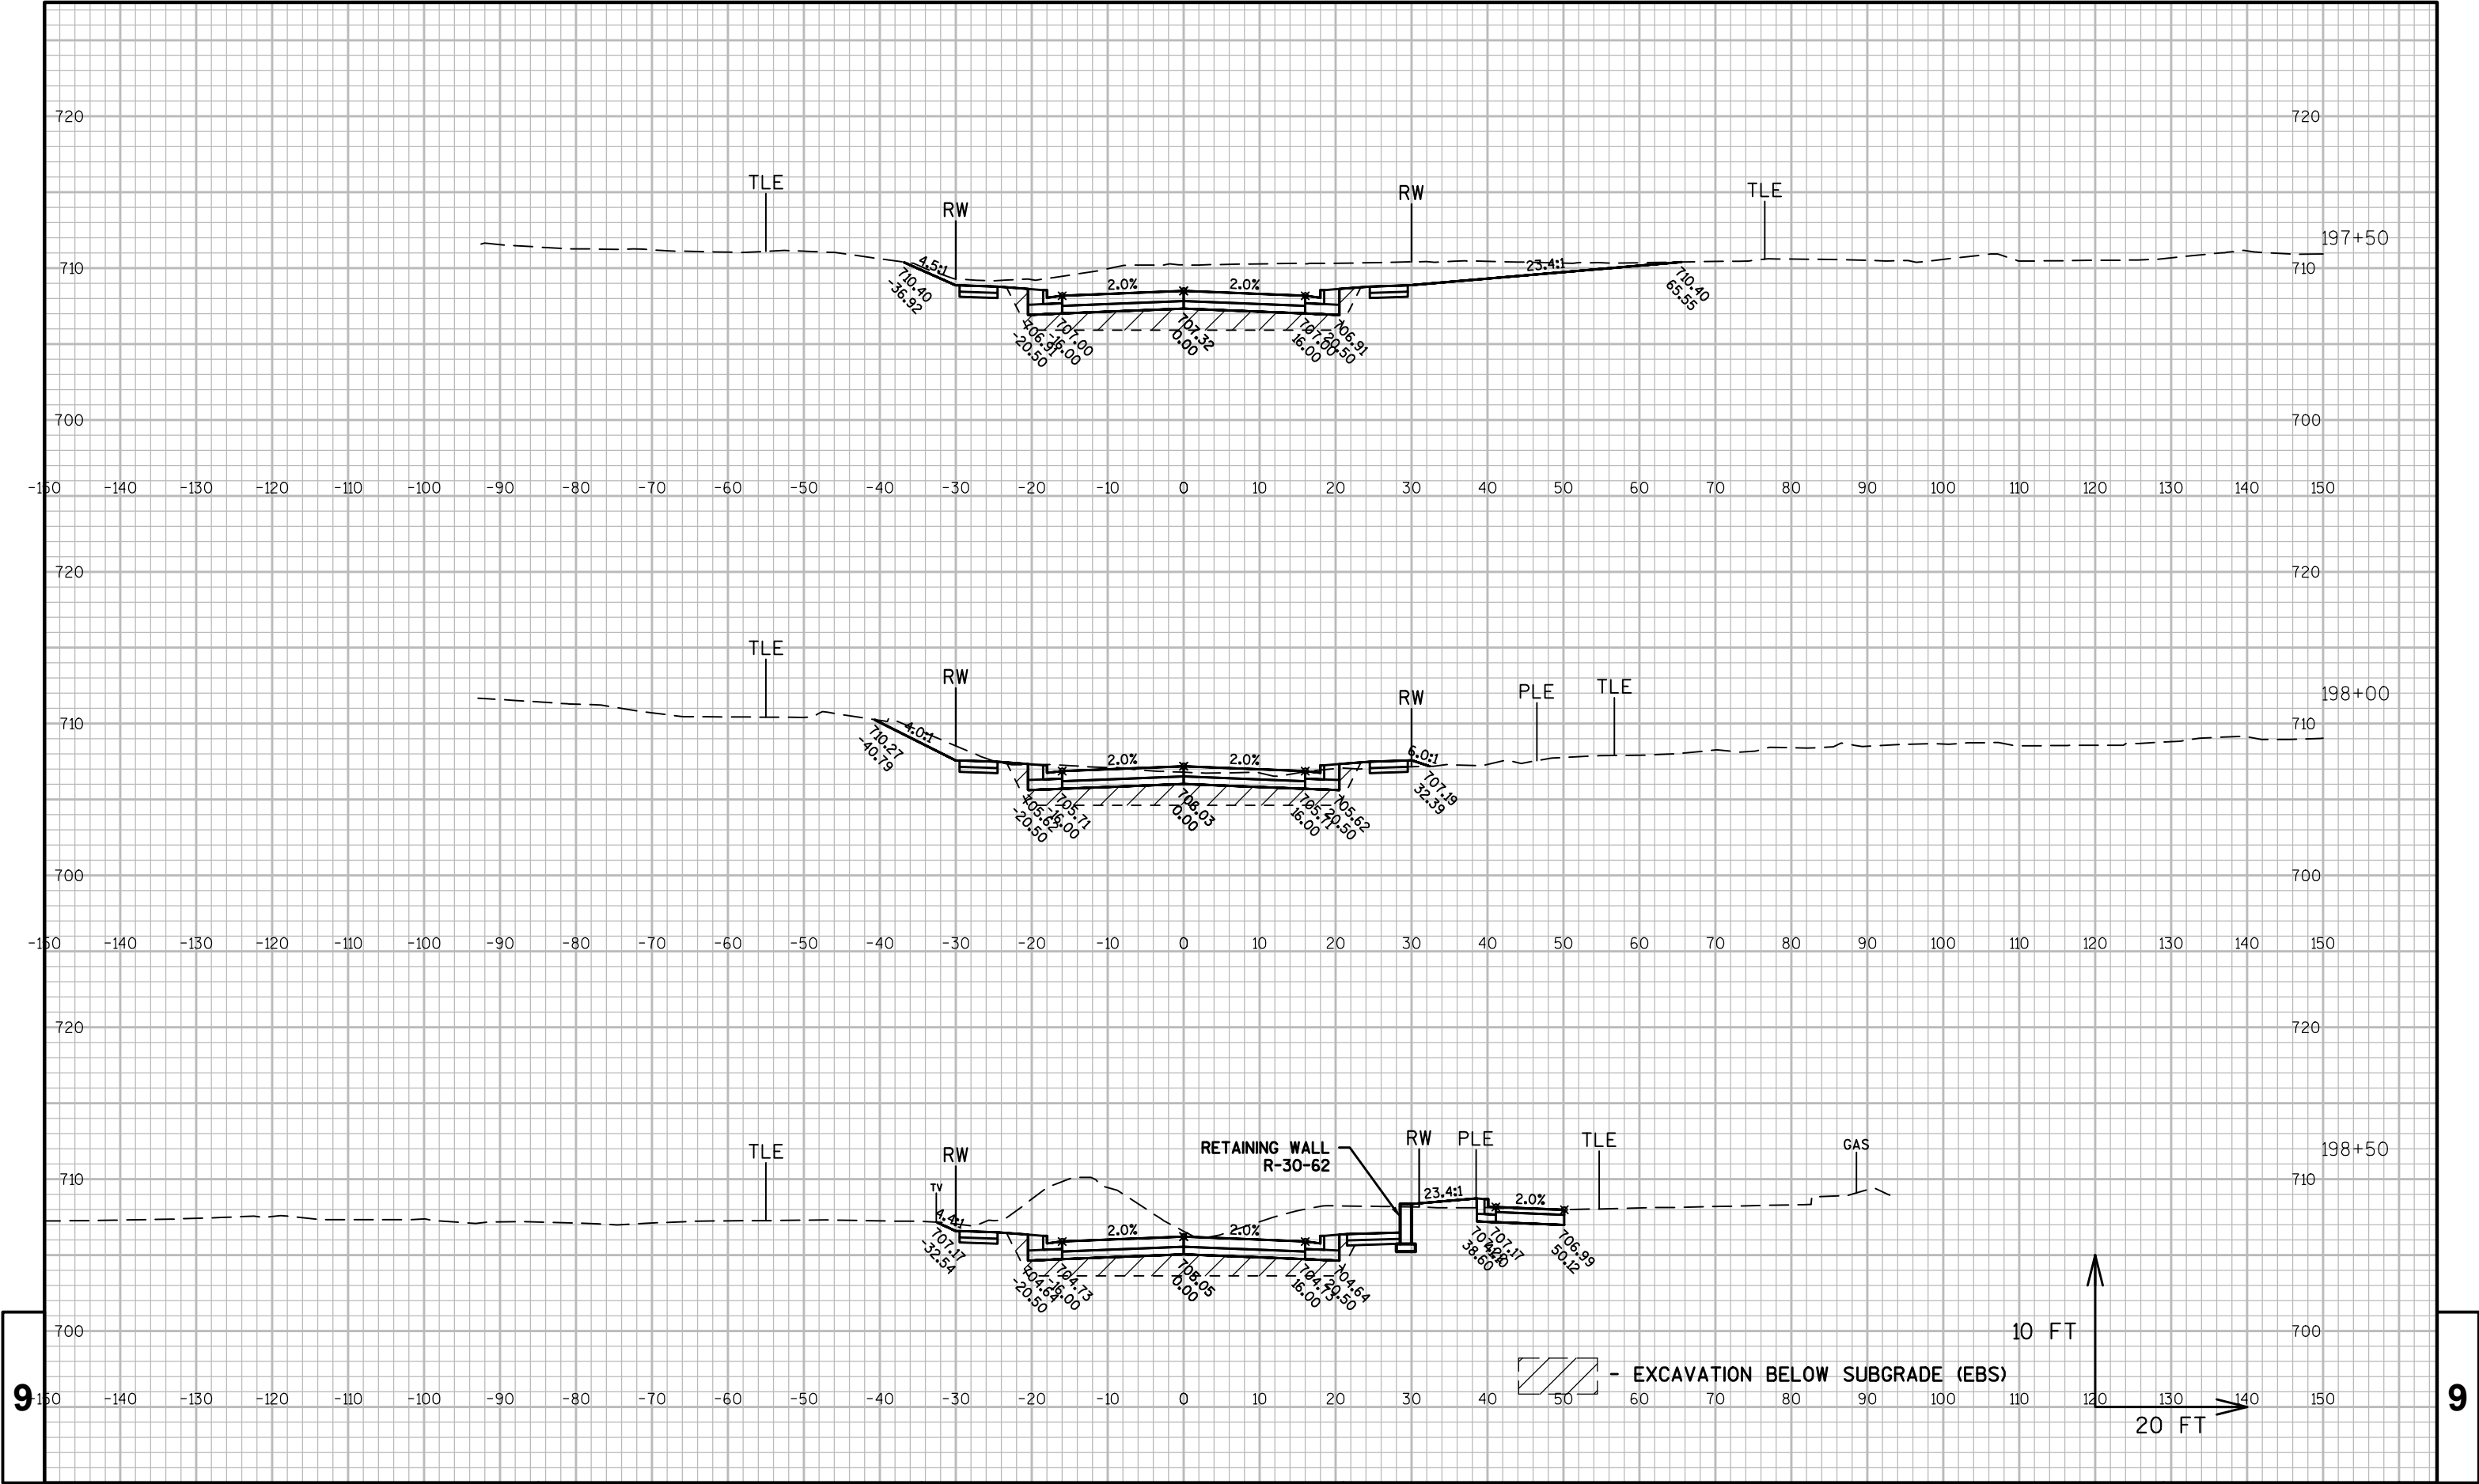 720 720
TLE RW RW TLE
197+50
710 4.5:1 2.0% 2.0% 23.4:1 710
710.40 -36.92
706.91 -20.50
707.00 -16.00
707.32 0.00
707.00 16.00
706.91 20.50
710.40 65.55
700 700
-150 -140 -130 -120 -110 -100 -90 -80 -70 -60 -50 -40 -30 -20 -10 0 10 20 30 40 50 60 70 80 90 100 110 120 130 140 150
720 720
TLE RW RW PLE TLE
198+00
710 4.0:1 2.0% 2.0% 6.0:1 710
710.27 -40.79
705.62 -20.50
705.71 -16.00
706.03 0.00
705.71 16.00
705.62 20.50
707.19 32.39
700 700
-150 -140 -130 -120 -110 -100 -90 -80 -70 -60 -50 -40 -30 -20 -10 0 10 20 30 40 50 60 70 80 90 100 110 120 130 140 150
720 720
TLE TV RW RETAINING WALL
R-30-62
RW PLE TLE GAS
198+50
710 4.4:1 2.0% 2.0% 23.4:1 2.0% 710
707.17 -32.54
704.64 -20.50
704.73 -16.00
705.05 0.00
704.73 16.00
704.64 20.50
38.60
707.17
706.99 50.12
700 10 FT 700
- EXCAVATION BELOW SUBGRADE (EBS)
9 -150 -140 -130 -120 -110 -100 -90 -80 -70 -60 -50 -40 -30 -20 -10 0 10 20 30 40 50 60 70 80 90 100 110 120 130 140 150 9
20 FT